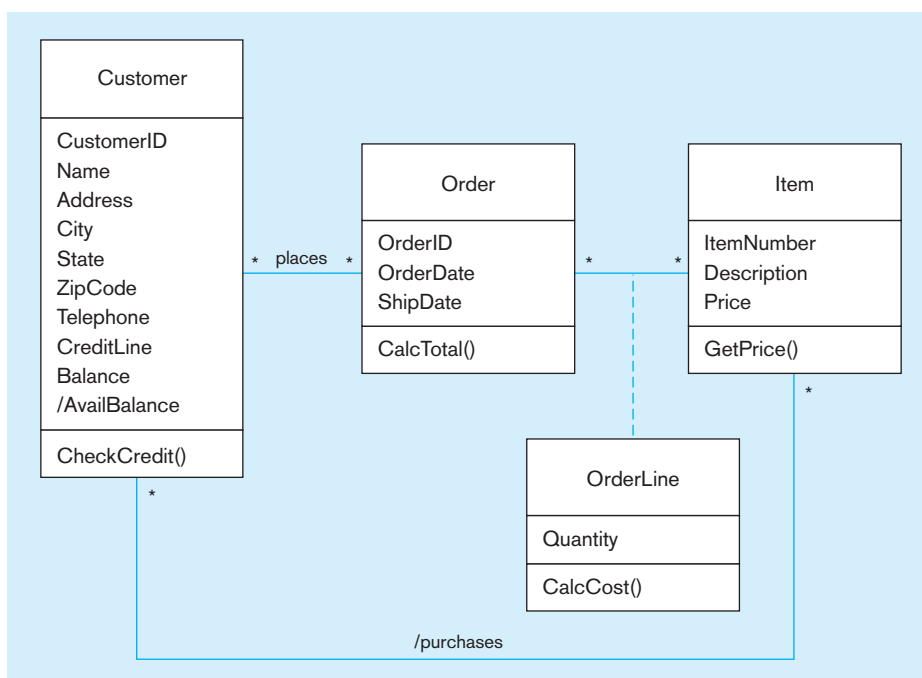 Customer
CustomerID
Name
Address
City
State
ZipCode
Telephone
CreditLine
Balance
/AvailBalance
CheckCredit()
*
* places *
Order
OrderID
OrderDate
ShipDate
CalcTotal()
* *
Item
ItemNumber
Description
Price
GetPrice()
*
OrderLine
Quantity
CalcCost()
/purchases